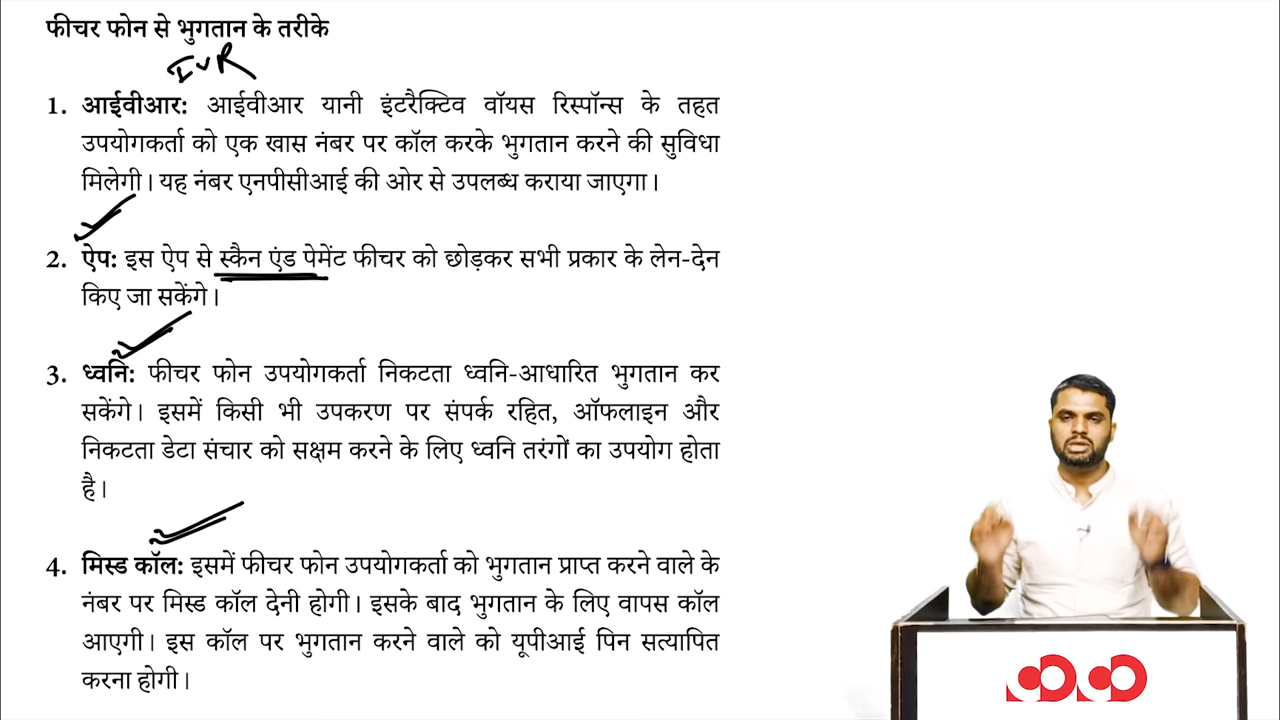 फीचर फोन से भुगतान के तरीके
IVR
1. आईवीआर: आईवीआर यानी इंटरैक्टिव वॉयस रिस्पॉन्स के तहत
उपयोगकर्ता को एक खास नंबर पर कॉल करके भुगतान करने की सुविधा
मिलेगी। यह नंबर एनपीसीआई की ओर से उपलब्ध कराया जाएगा।
2. ऐप: इस ऐप से स्कैन एंड पेमेंट फीचर को छोड़कर सभी प्रकार के लेन-देन
किए जा सकेंगे।
3. ध्वनि: फीचर फोन उपयोगकर्ता निकटता ध्वनि-आधारित भुगतान कर
सकेंगे। इसमें किसी भी उपकरण पर संपर्क रहित, ऑफलाइन और
निकटता डेटा संचार को सक्षम करने के लिए ध्वनि तरंगों का उपयोग होता
है।
4. मिस्ड कॉल: इसमें फीचर फोन उपयोगकर्ता को भुगतान प्राप्त करने वाले के
नंबर पर मिस्ड कॉल देनी होगी। इसके बाद भुगतान के लिए वापस कॉल
आएगी। इस कॉल पर भुगतान करने वाले को यूपीआई पिन सत्यापित
करना होगी।